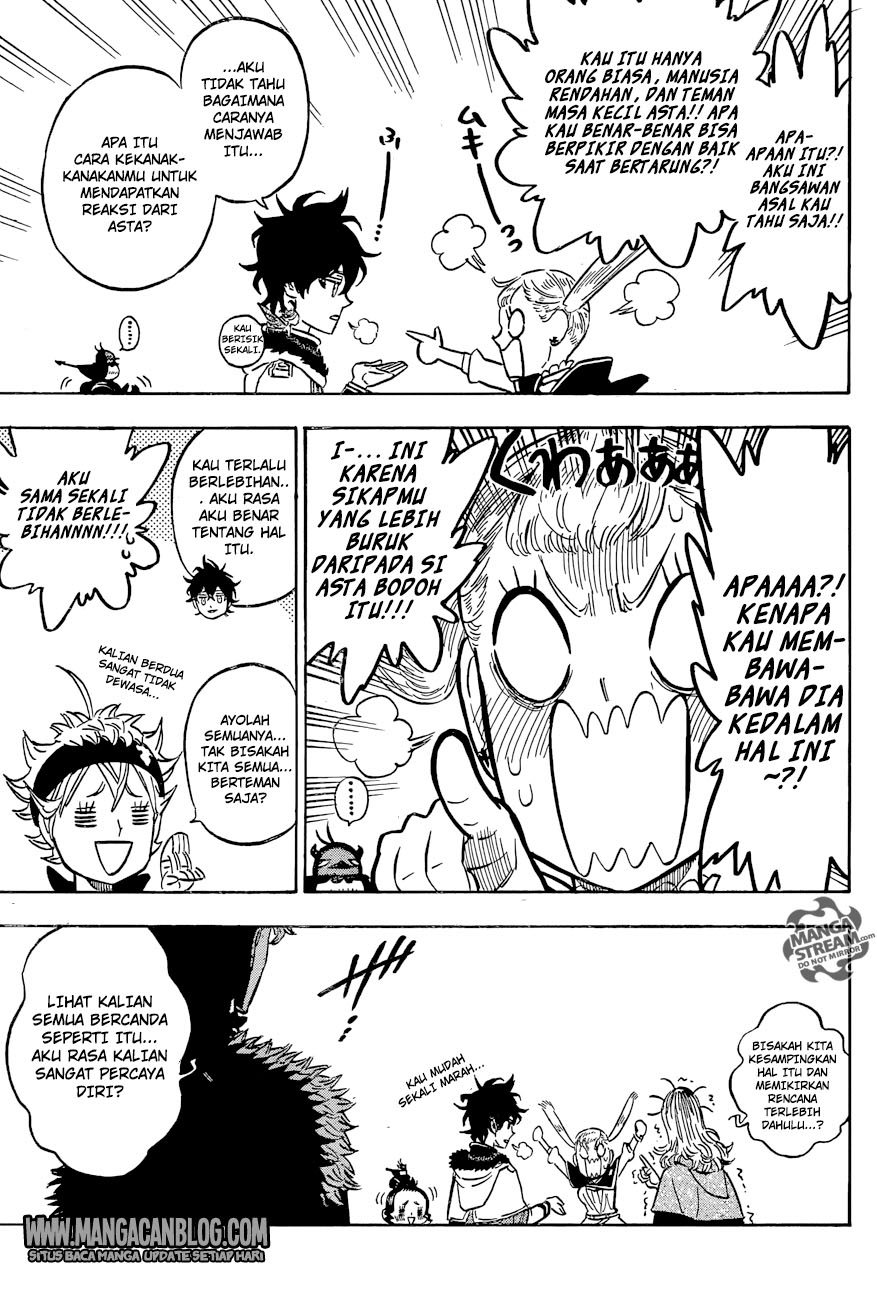 APA-
APAAN ITU?!
AKU INI
BANGSAWAN
ASAL KAU
TAHU SAJA!!
KAU ITU HANYA
ORANG BIASA, MANUSIA
RENDAHAN, DAN TEMAN
MASA KECIL ASTA!! APA
KAU BENAR-BENAR BISA
BERPIKIR DENGAN BAIK
SAAT BERTARUNG?!
ムキーッ
...AKU
TIDAK TAHU
BAGAIMANA
CARANYA
MENJAWAB
ITU...
APA ITU
CARA KEKANAK-
KANAKANMU UNTUK
MENDAPATKAN
REAKSI DARI
ASTA?
KAU
BERISIK
SEKALI.
APAAAA?!
KENAPA
KAU MEM-
BAWA-
BAWA DIA
KEDALAM
HAL INI
~?!
くわぁぁぁ
I-... INI
KARENA
SIKAPMU
YANG LEBIH
BURUK
DARIPADA SI
ASTA BODOH
ITU!!!
KAU TERLALU
BERLEBIHAN..
. AKU RASA
AKU BENAR
TENTANG HAL
ITU.
AKU
SAMA SEKALI
TIDAK BERLE-
BIHANNNN!!!
KALIAN BERDUA
SANGAT TIDAK
DEWASA...
AYOLAH
SEMUANYA...
TAK BISAKAH
KITA SEMUA...
BERTEMAN
SAJA?
MANGA
STREAM.com
DO NOT MIRROR
BISAKAH KITA
KESAMPINGKAN
HAL ITU DAN
MEMIKIRKAN
RENCANA
TERLEBIH
DAHULU...?
KAU MUDAH
SEKALI MARAH...
LIHAT KALIAN
SEMUA BERCANDA
SEPERTI ITU...
AKU RASA KALIAN
SANGAT PERCAYA
DIRI?
WWW.MANGACANBLOG.COM
SITUS BACA MANGA UPDATE SETIAP HARI